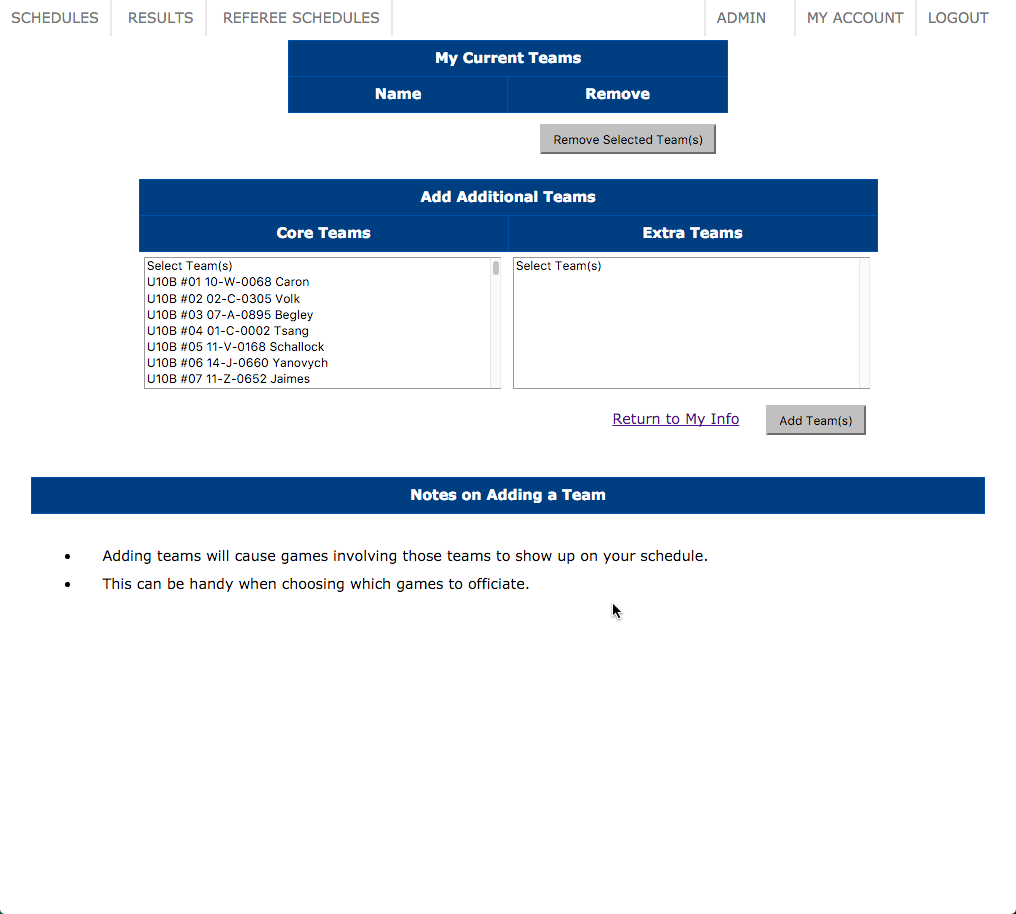 SCHEDULES RESULTS REFEREE SCHEDULES ADMIN MY ACCOUNT LOGOUT
My Current Teams
Name Remove
Remove Selected Team(s)
Add Additional Teams
Core Teams Extra Teams
Select Team(s) Select Team(s)
U10B #01 10-W-0068 Caron
U10B #02 02-C-0305 Volk
U10B #03 07-A-0895 Begley
U10B #04 01-C-0002 Tsang
U10B #05 11-V-0168 Schallock
U10B #06 14-J-0660 Yanovych
U10B #07 11-Z-0652 Jaimes
Return to My Info Add Team(s)
Notes on Adding a Team
• Adding teams will cause games involving those teams to show up on your schedule.
• This can be handy when choosing which games to officiate.